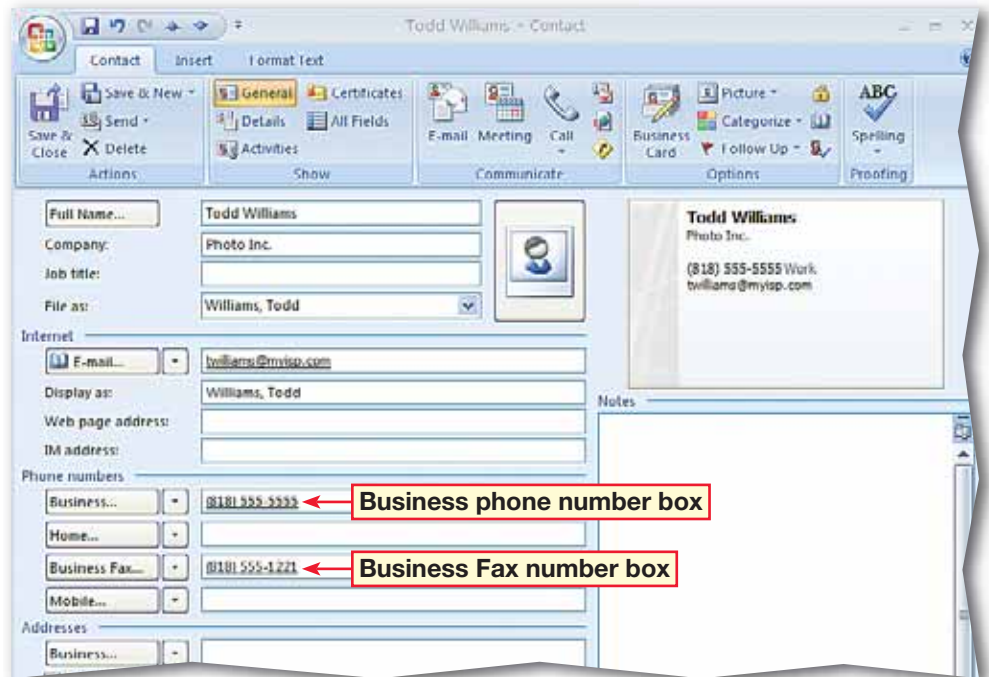 Todd Williams - Contact
Contact Insert Format Text
Save & Close
Save & New
Send
Delete
Actions
General
Details
Activities
Certificates
All Fields
Show
E-mail
Meeting
Call
Communicate
Business Card
Picture
Categorize
Follow Up
Options
ABC
Spelling
Proofing
Full Name... Todd Williams
Company: Photo Inc.
Job title:
File as: Williams, Todd
Internet
E-mail... twilliams@myisp.com
Display as: Williams, Todd
Web page address:
IM address:
Phone numbers
Business... (818) 555-5555 Business phone number box
Home...
Business Fax... (818) 555-1221 Business Fax number box
Mobile...
Addresses
Business...
Todd Williams
Photo Inc.
(818) 555-5555 Work
twilliams@myisp.com
Notes